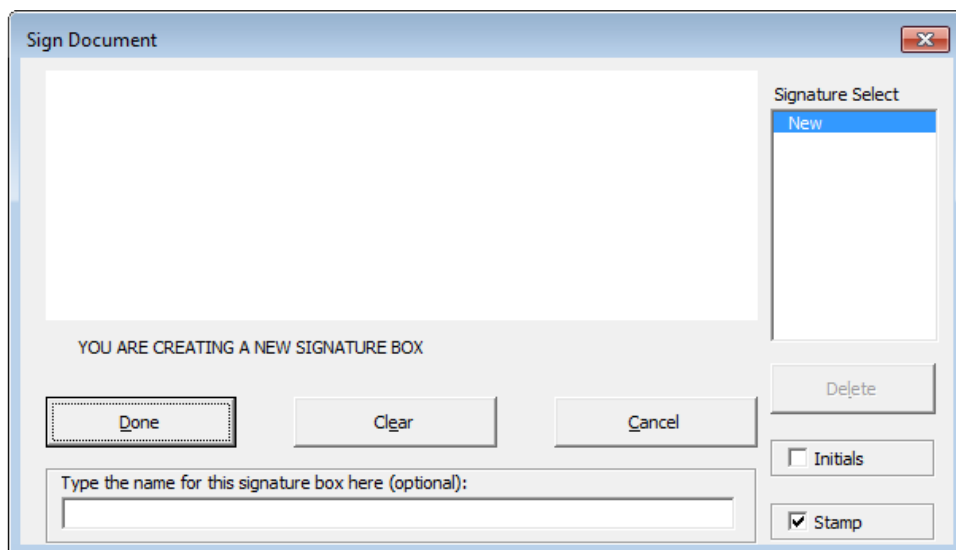 Sign Document
Signature Select
New
YOU ARE CREATING A NEW SIGNATURE BOX
Delete
Done
Clear
Cancel
Initials
Type the name for this signature box here (optional):
Stamp